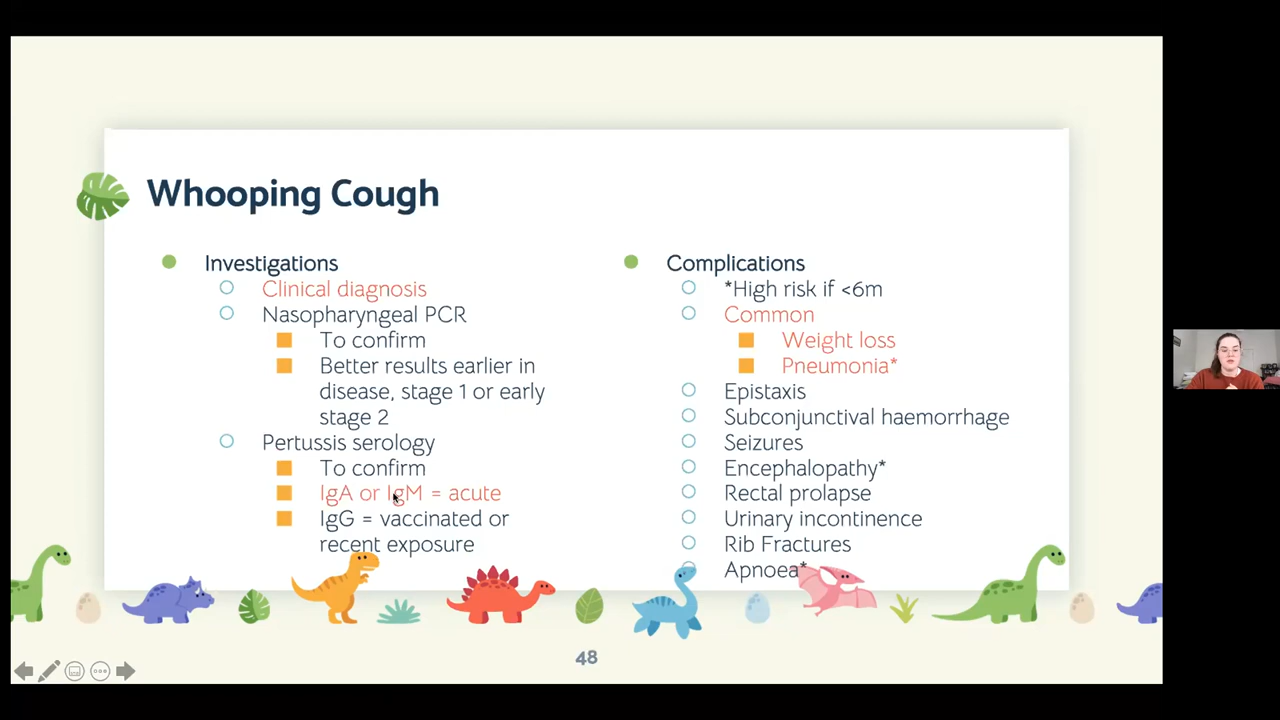 Whooping Cough
Investigations
Clinical diagnosis
Nasopharyngeal PCR
To confirm
Better results earlier in
disease, stage 1 or early
stage 2
Pertussis serology
To confirm
IgA or IgM = acute
IgG = vaccinated or
recent exposure
Complications
*High risk if <6m
Common
Weight loss
Pneumonia*
Epistaxis
Subconjunctival haemorrhage
Seizures
Encephalopathy*
Rectal prolapse
Urinary incontinence
Rib Fractures
Apnoea*
48